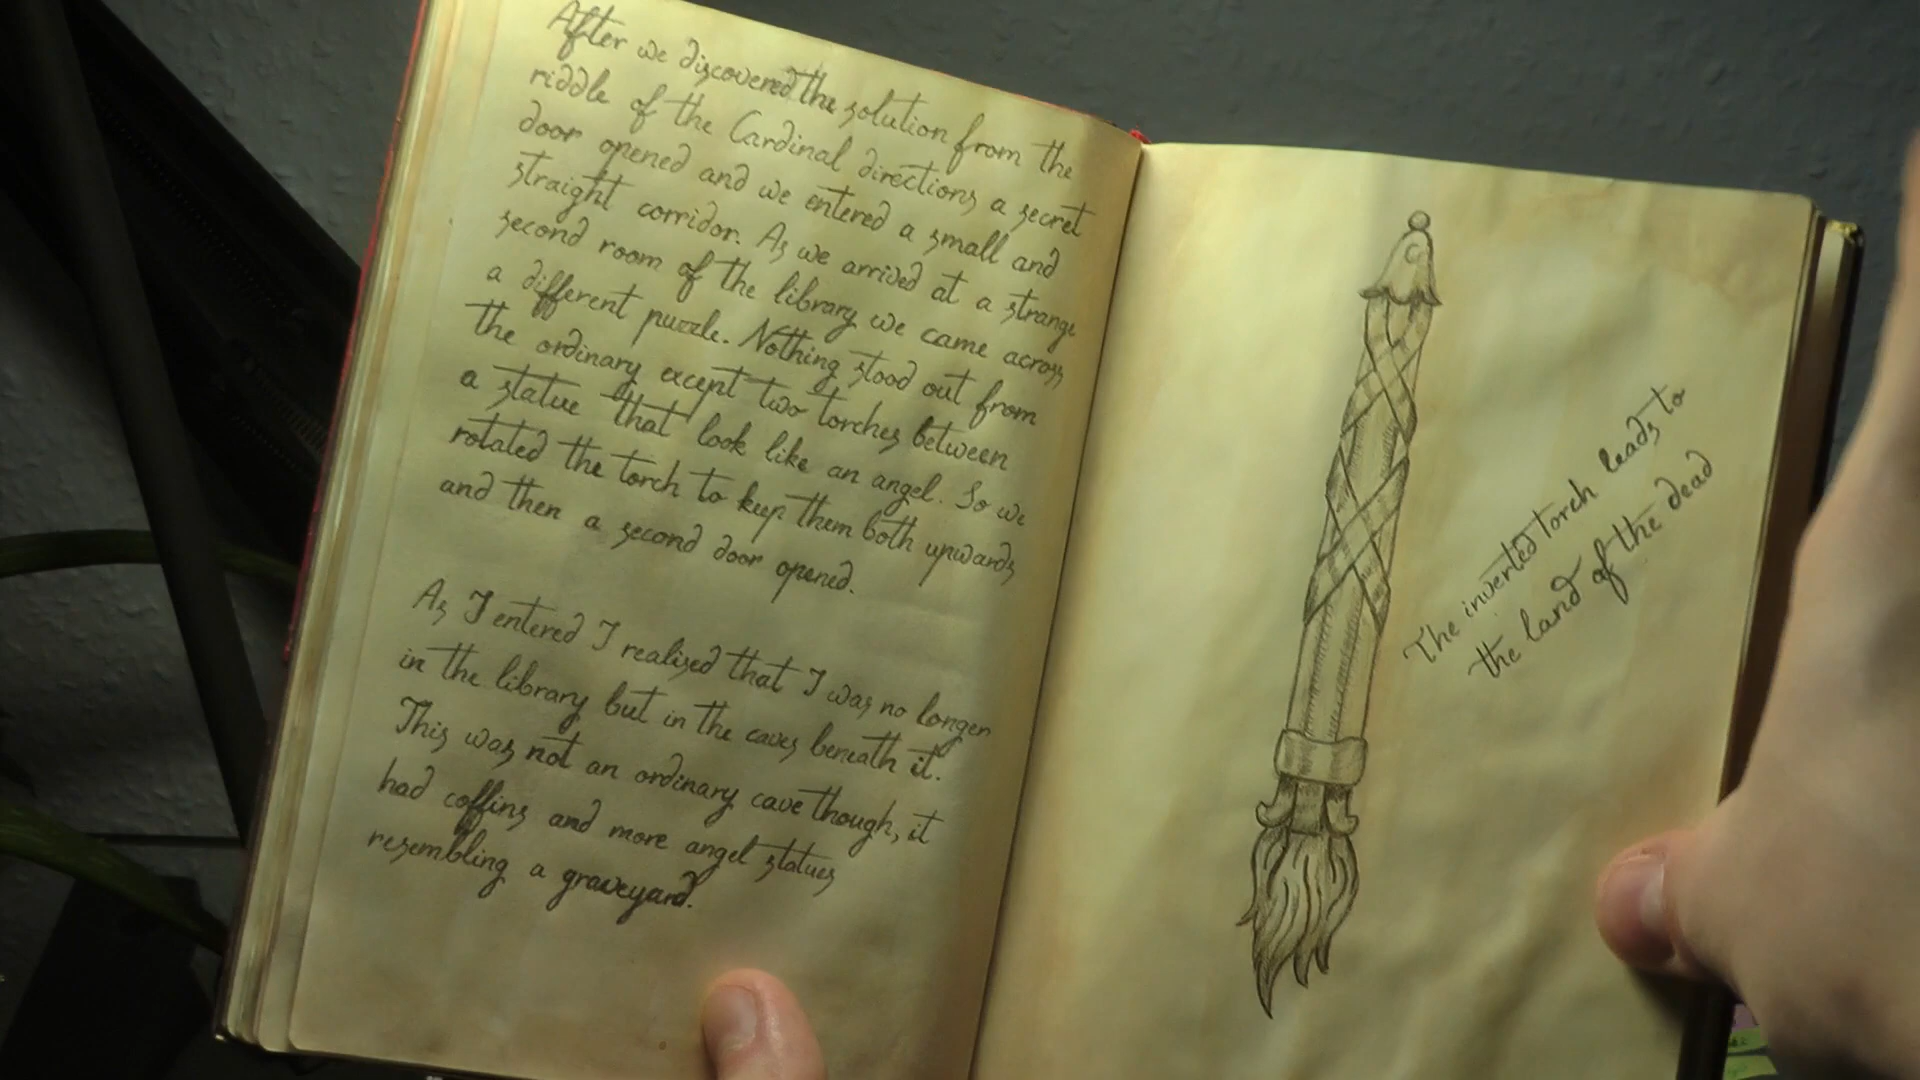 After we discovered the solution from the
riddle of the Cardinal directions a secret
door opened and we entered a small and
straight corridor. As we arrived at a strange
second room of the library we came across
a different puzzle. Nothing stood out from
the ordinary except two torches between
a statue that look like an angel. So we
rotated the torch to keep them both upwards
and then a second door opened.
As I entered I realised that I was no longer
in the library but in the caves beneath it.
This was not an ordinary cave though, it
had coffins and more angel statues
resembling a graveyard.
The inverted torch leads to
the land of the dead